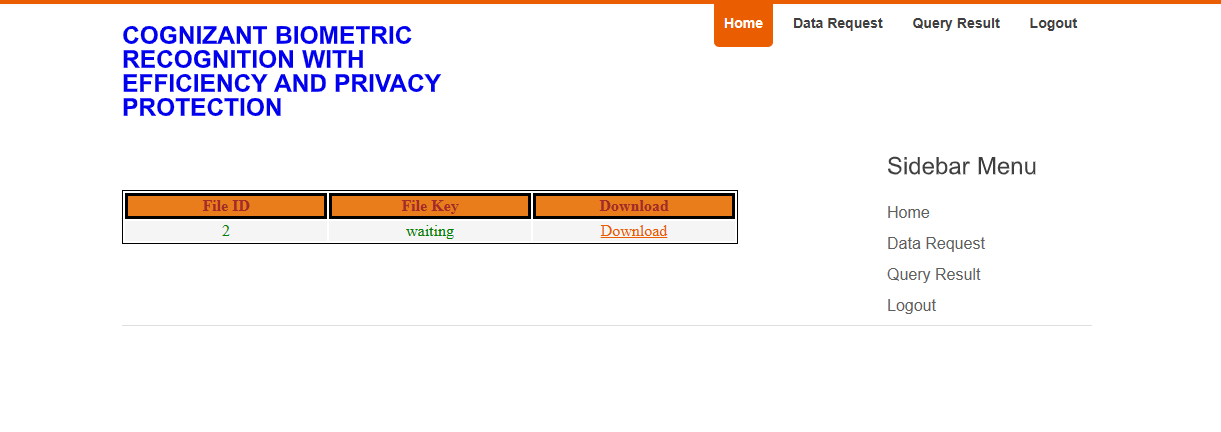 Home Data Request Query Result Logout
COGNIZANT BIOMETRIC
RECOGNITION WITH
EFFICIENCY AND PRIVACY
PROTECTION
Sidebar Menu
File ID File Key Download
2 waiting Download
Home
Data Request
Query Result
Logout